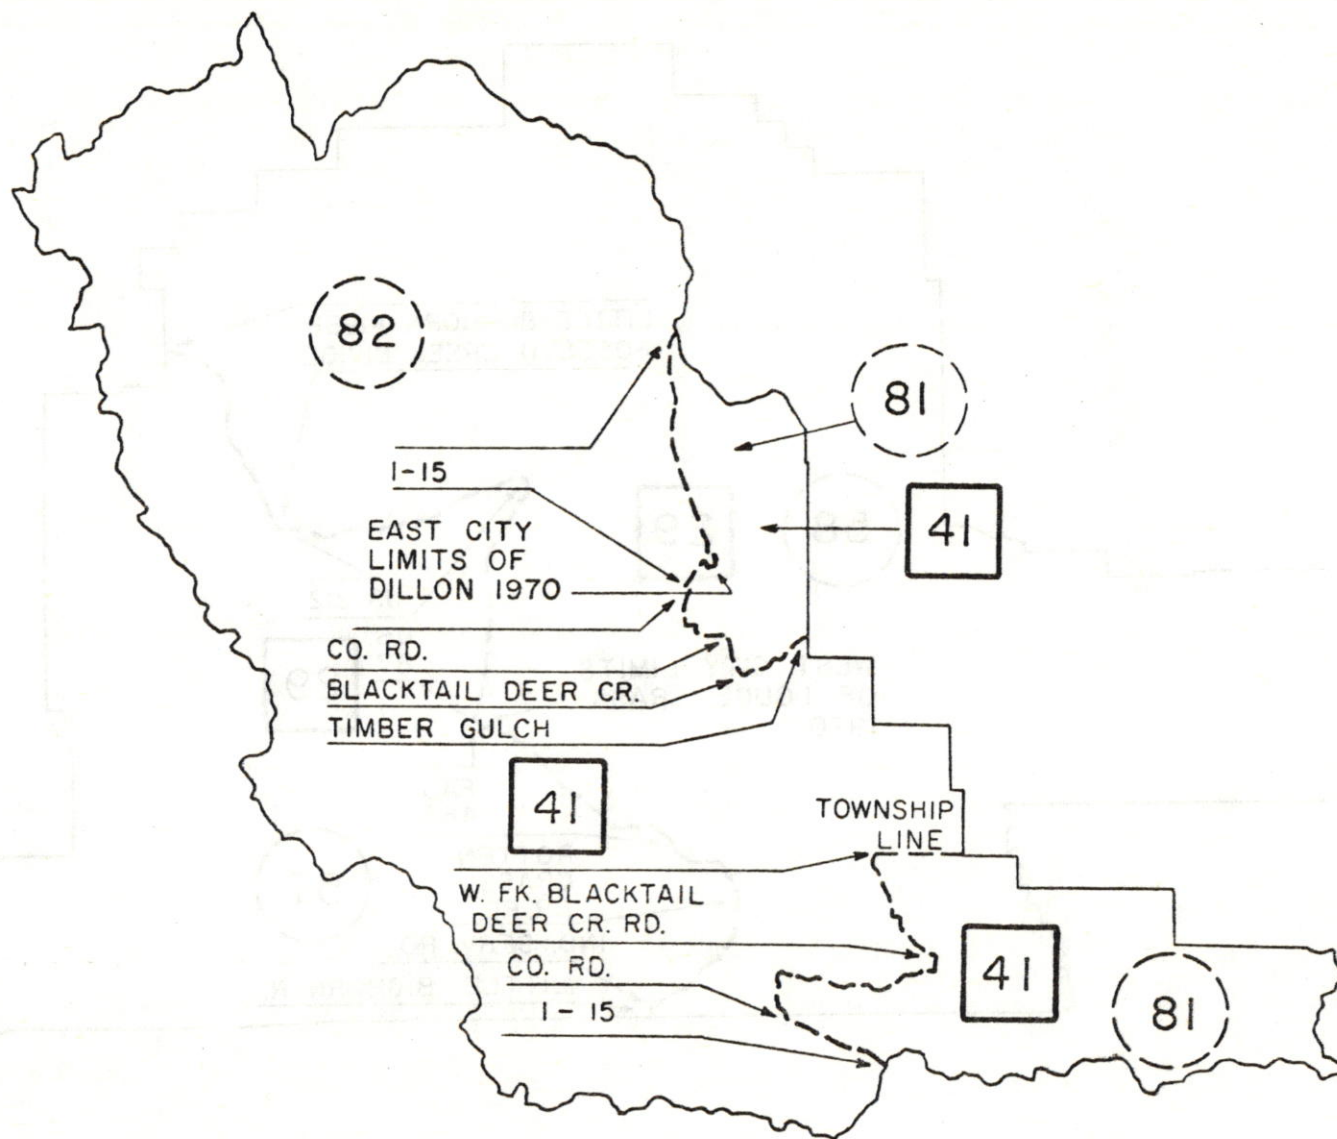 82
81
I-15
41
EAST CITY
LIMITS OF
DILLON 1970
CO. RD.
BLACKTAIL DEER CR.
TIMBER GULCH
41
TOWNSHIP
LINE
W. FK. BLACKTAIL
DEER CR. RD.
CO. RD.
I-15
41
81